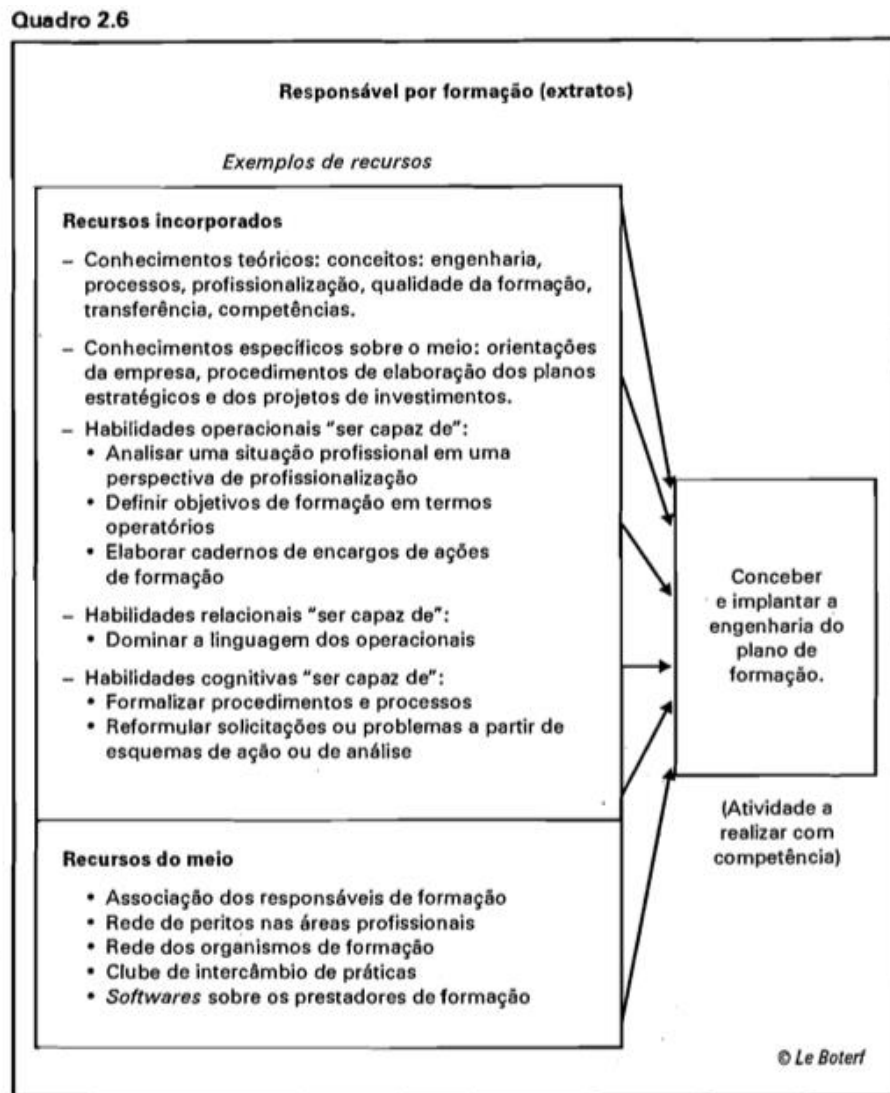 Quadro 2.6
Responsável por formação (extratos)
Exemplos de recursos
Recursos incorporados
– Conhecimentos teóricos: conceitos: engenharia,
processos, profissionalização, qualidade da formação,
transferência, competências.
– Conhecimentos específicos sobre o meio: orientações
da empresa, procedimentos de elaboração dos planos
estratégicos e dos projetos de investimentos.
– Habilidades operacionais "ser capaz de":
• Analisar uma situação profissional em uma
perspectiva de profissionalização
• Definir objetivos de formação em termos
operatórios
• Elaborar cadernos de encargos de ações
de formação
– Habilidades relacionais "ser capaz de":
• Dominar a linguagem dos operacionais
– Habilidades cognitivas "ser capaz de":
• Formalizar procedimentos e processos
• Reformular solicitações ou problemas a partir de
esquemas de ação ou de análise
Recursos do meio
• Associação dos responsáveis de formação
• Rede de peritos nas áreas profissionais
• Rede dos organismos de formação
• Clube de intercâmbio de práticas
• Softwares sobre os prestadores de formação
Conceber
e implantar a
engenharia do
plano de
formação.
(Atividade a
realizar com
competência)
© Le Boterf